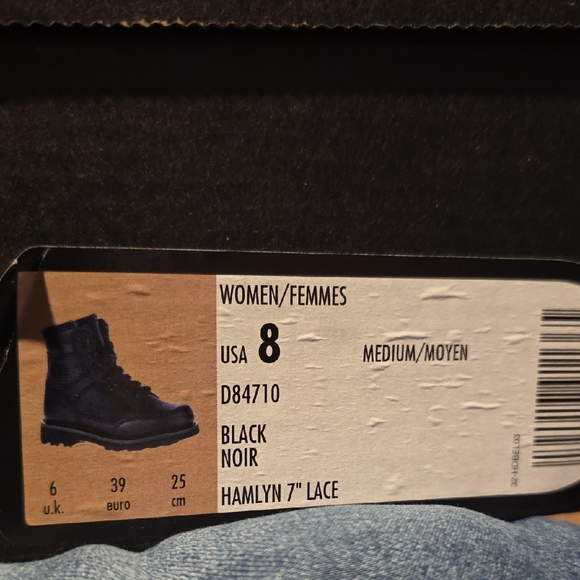 WOMEN/FEMMES
USA 8
MEDIUM/MOYEN
D84710
BLACK
NOIR
HAMLYN 7" LACE
6 39 25
u.k. euro cm